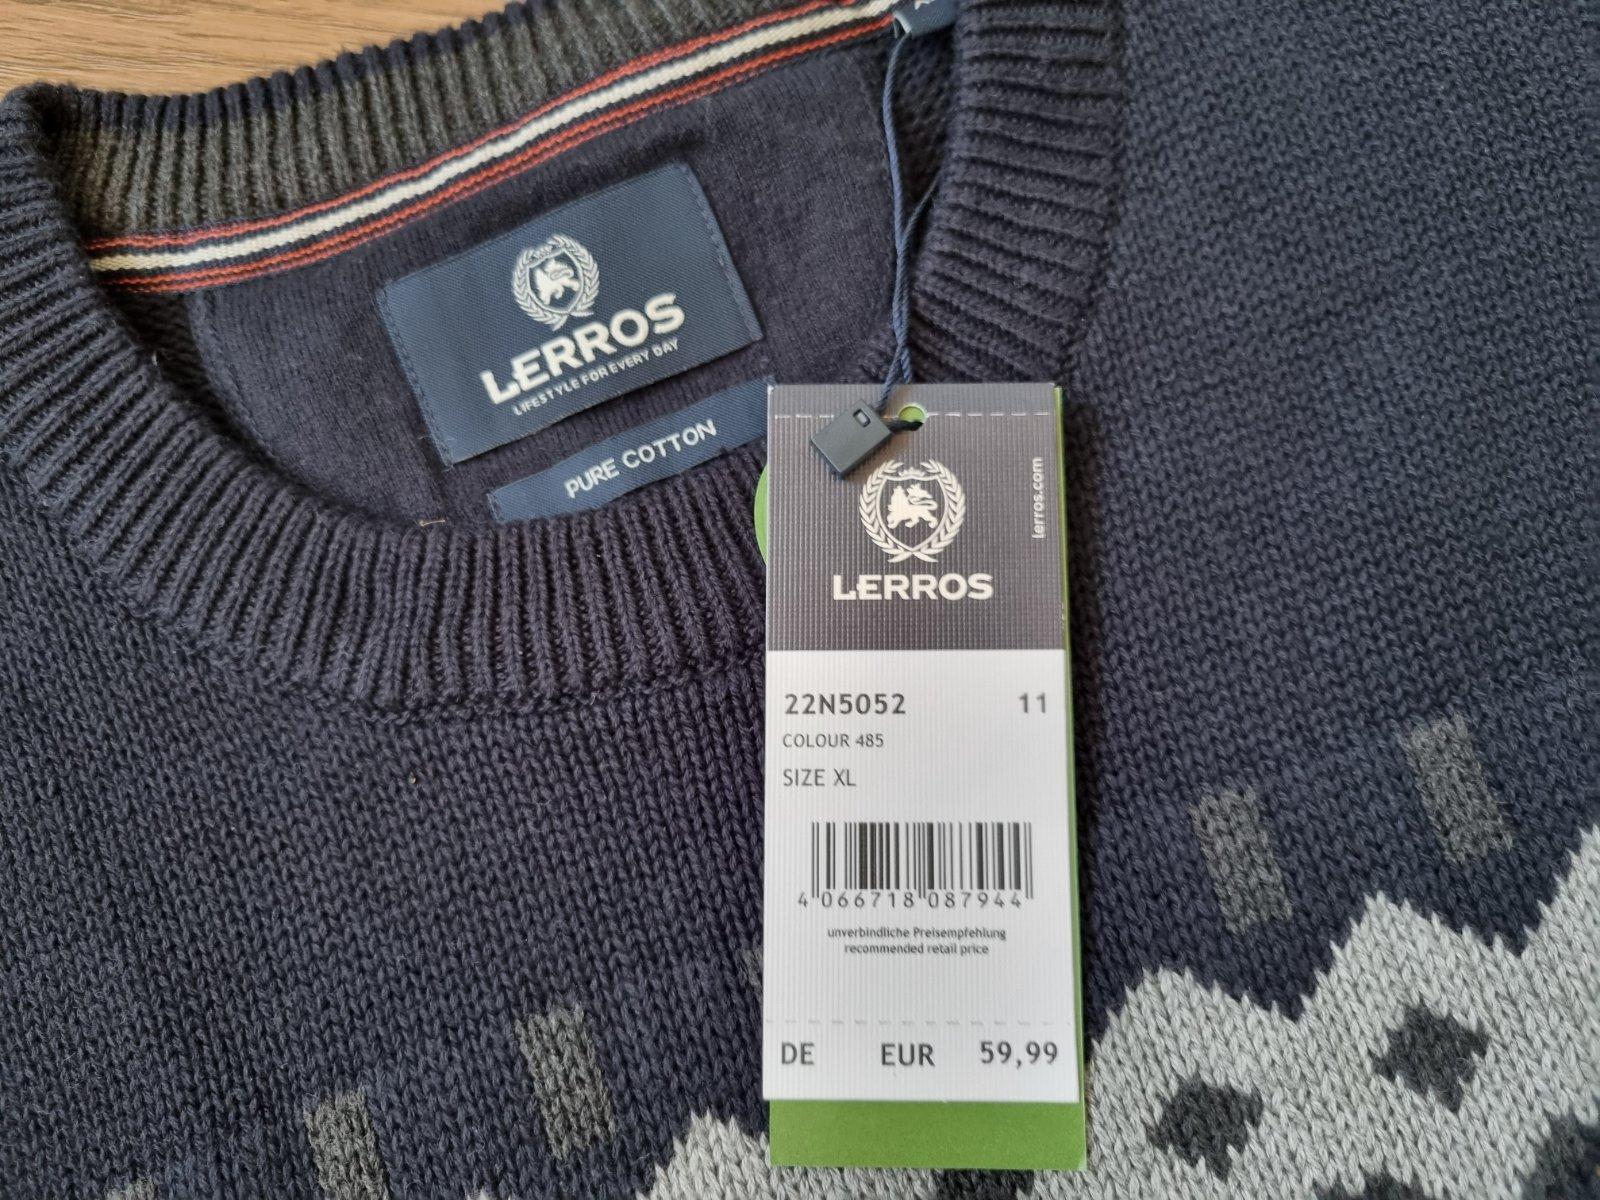 LERROS
LIFESTYLE FOR EVERY DAY
PURE COTTON
lerros.com
LERROS
22N5052 11
COLOUR 485
SIZE XL
4 066718 087944
unverbindliche Preisempfehlung
recommended retail price
DE EUR 59,99